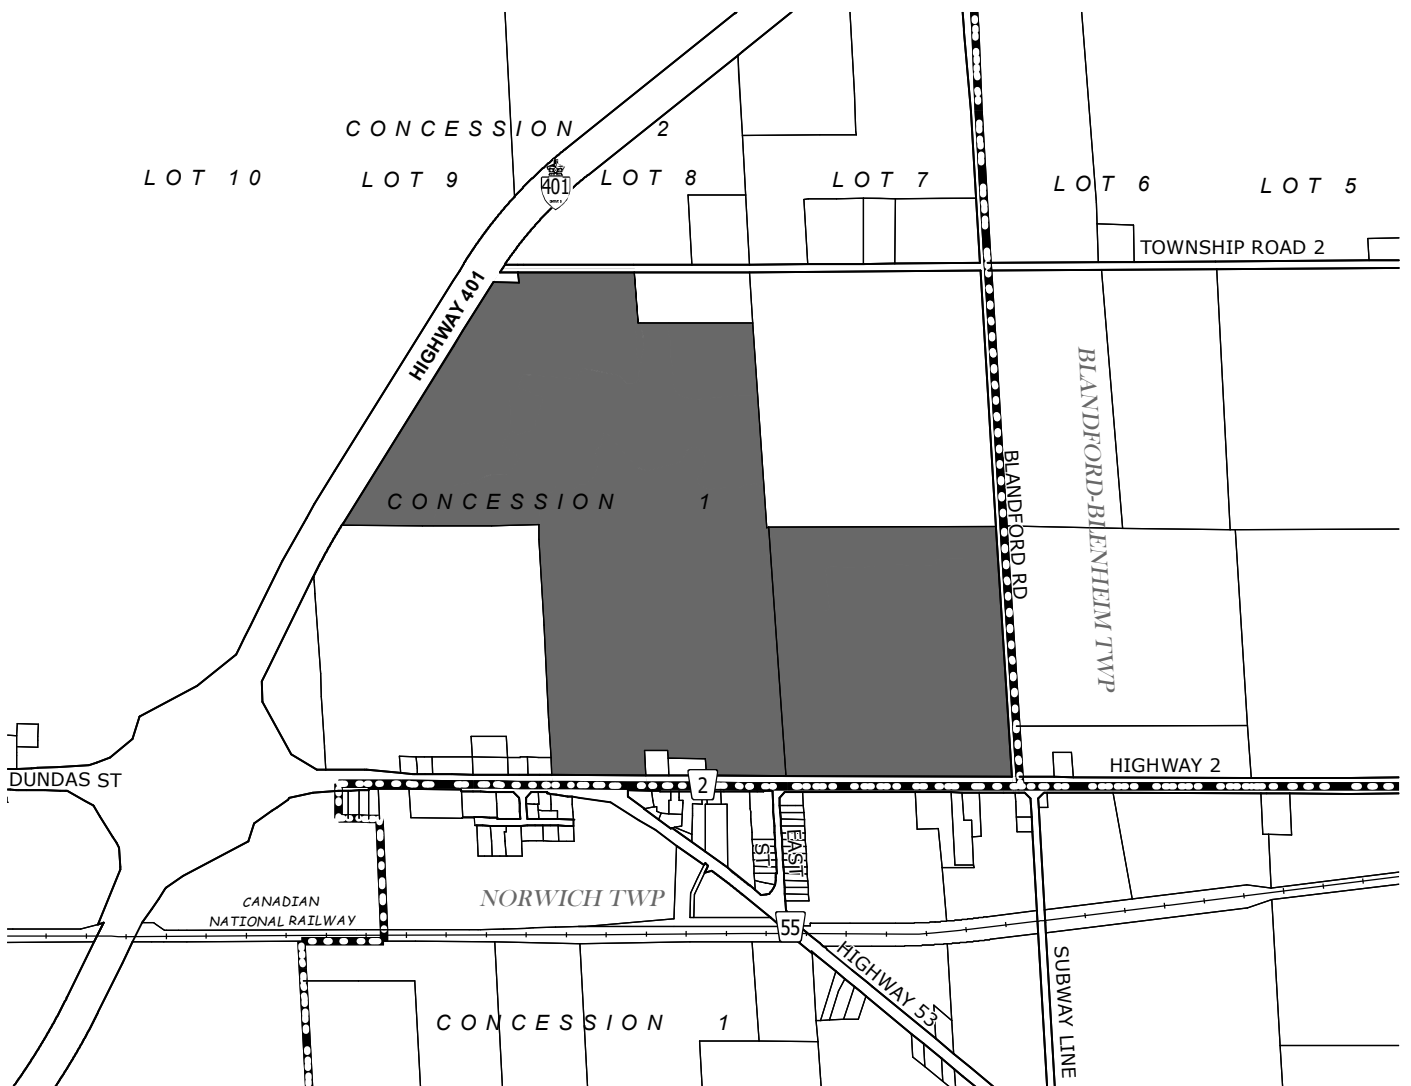 CONCESSION 2
LOT 10 LOT 9 LOT 8 LOT 7 LOT 6 LOT 5
401
TOWNSHIP ROAD 2
HIGHWAY 401
BLANDFORD-BLENHEIM TWP
CONCESSION 1
BLANDFORD RD
DUNDAS ST
HIGHWAY 2
2
EAST
ST
CANADIAN
NATIONAL RAILWAY
NORWICH TWP
55
HIGHWAY 53
SUBWAY LINE
CONCESSION 1